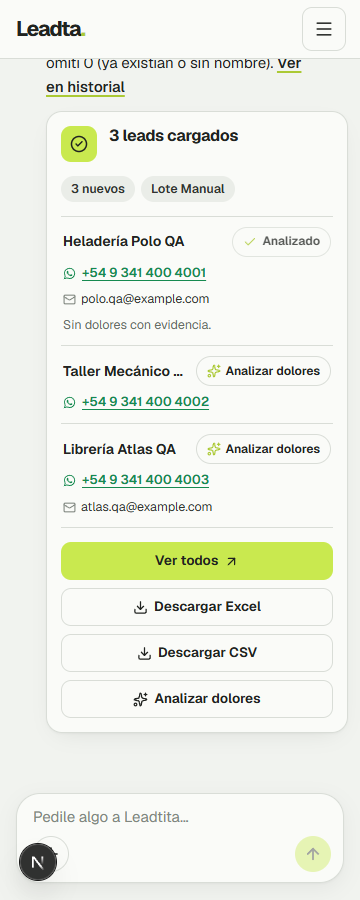 Leadta.
omití 0 (ya existían o sin nombre). Ver
en historial
3 leads cargados
3 nuevos
Lote Manual
Heladería Polo QA
Analizado
+54 9 341 400 4001
polo.qa@example.com
Sin dolores con evidencia.
Taller Mecánico ...
Analizar dolores
+54 9 341 400 4002
Librería Atlas QA
Analizar dolores
+54 9 341 400 4003
atlas.qa@example.com
Ver todos
Descargar Excel
Descargar CSV
Analizar dolores
Pedile algo a Leadtita...
N